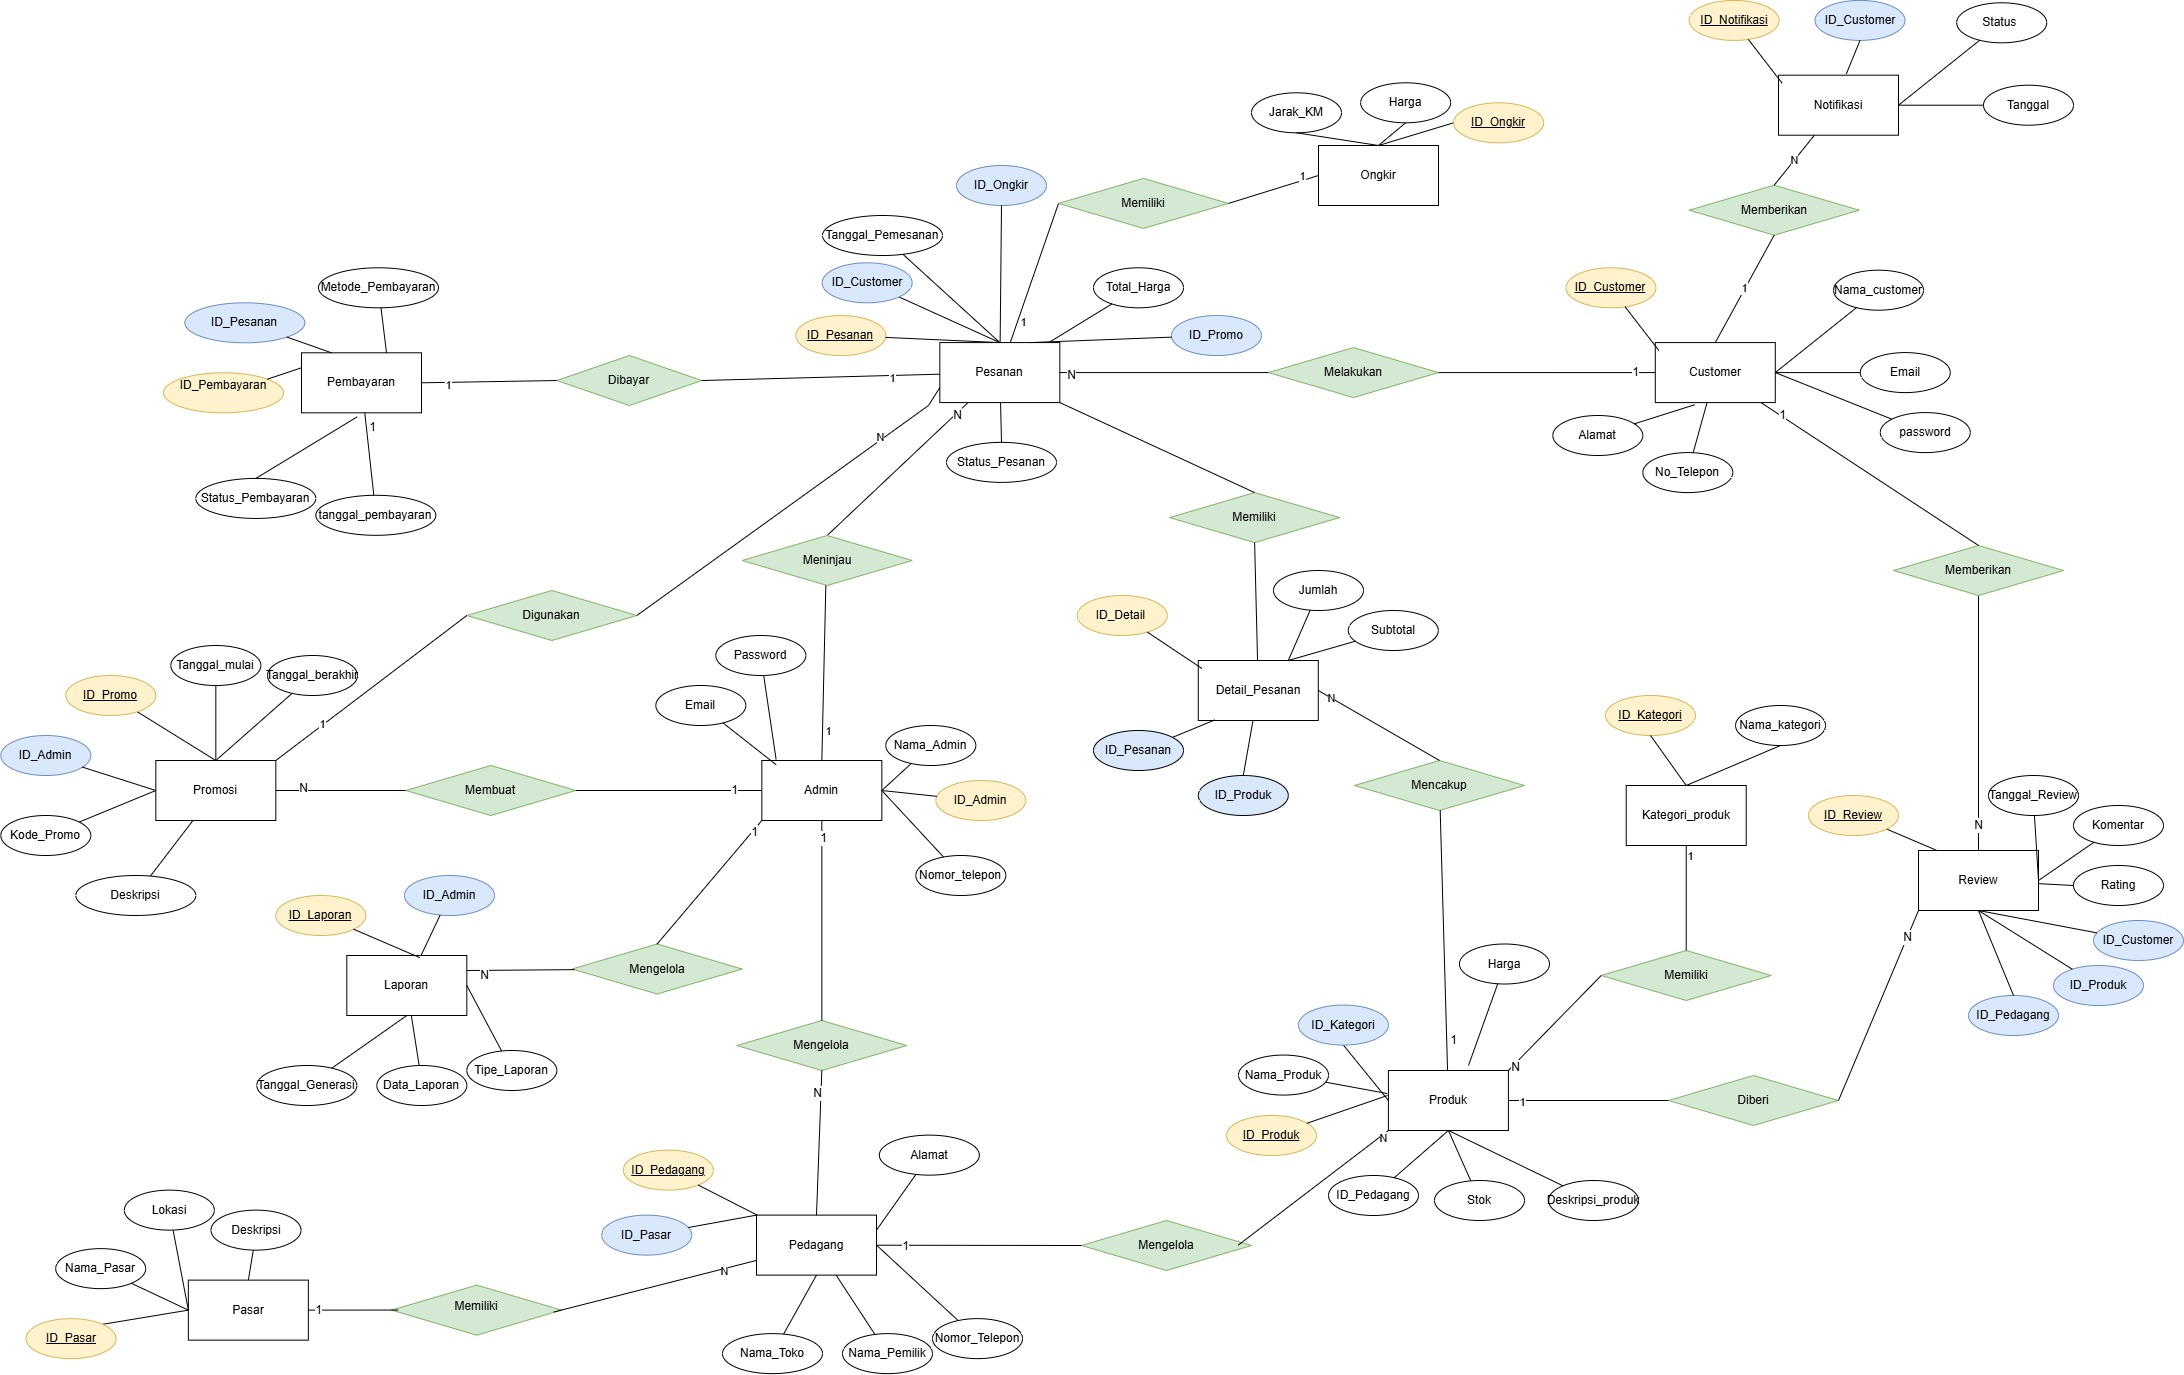 ID_Notifikasi
ID_Customer
Status
Tanggal
Notifikasi
N
Memberikan
1
Jarak_KM
Harga
ID_Ongkir
Ongkir
1
Memiliki
1
ID_Ongkir
Tanggal_Pemesanan
ID_Customer
ID_Pesanan
Total_Harga
ID_Promo
Pesanan
Status_Pesanan
Metode_Pembayaran
ID_Pesanan
ID_Pembayaran
Pembayaran
1
Dibayar
1
1
Status_Pembayaran
tanggal_pembayaran
N
Melakukan
1
ID_Customer
Nama_customer
Email
password
Customer
Alamat
No_Telepon
1
Memberikan
N
N
N
Meninjau
1
Digunakan
1
Memiliki
ID_Detail
Jumlah
Subtotal
Detail_Pesanan
ID_Pesanan
ID_Produk
N
Mencakup
1
Tanggal_mulai
Tanggal_berakhir
ID_Promo
ID_Admin
Kode_Promo
Deskripsi
Promosi
N
Membuat
1
Password
Email
Nama_Admin
ID_Admin
Nomor_telepon
Admin
1
1
ID_Laporan
ID_Admin
Laporan
N
Mengelola
Tanggal_Generasi
Data_Laporan
Tipe_Laporan
Mengelola
N
ID_Kategori
Nama_kategori
Kategori_produk
1
Memiliki
N
ID_Review
Tanggal_Review
Komentar
Rating
Review
ID_Customer
ID_Produk
ID_Pedagang
N
Diberi
1
Harga
ID_Kategori
Nama_Produk
ID_Produk
Produk
ID_Pedagang
Stok
Deskripsi_produk
N
Mengelola
1
ID_Pedagang
Alamat
ID_Pasar
Pedagang
Nama_Toko
Nama_Pemilik
Nomor_Telepon
N
Memiliki
1
Lokasi
Deskripsi
Nama_Pasar
ID_Pasar
Pasar